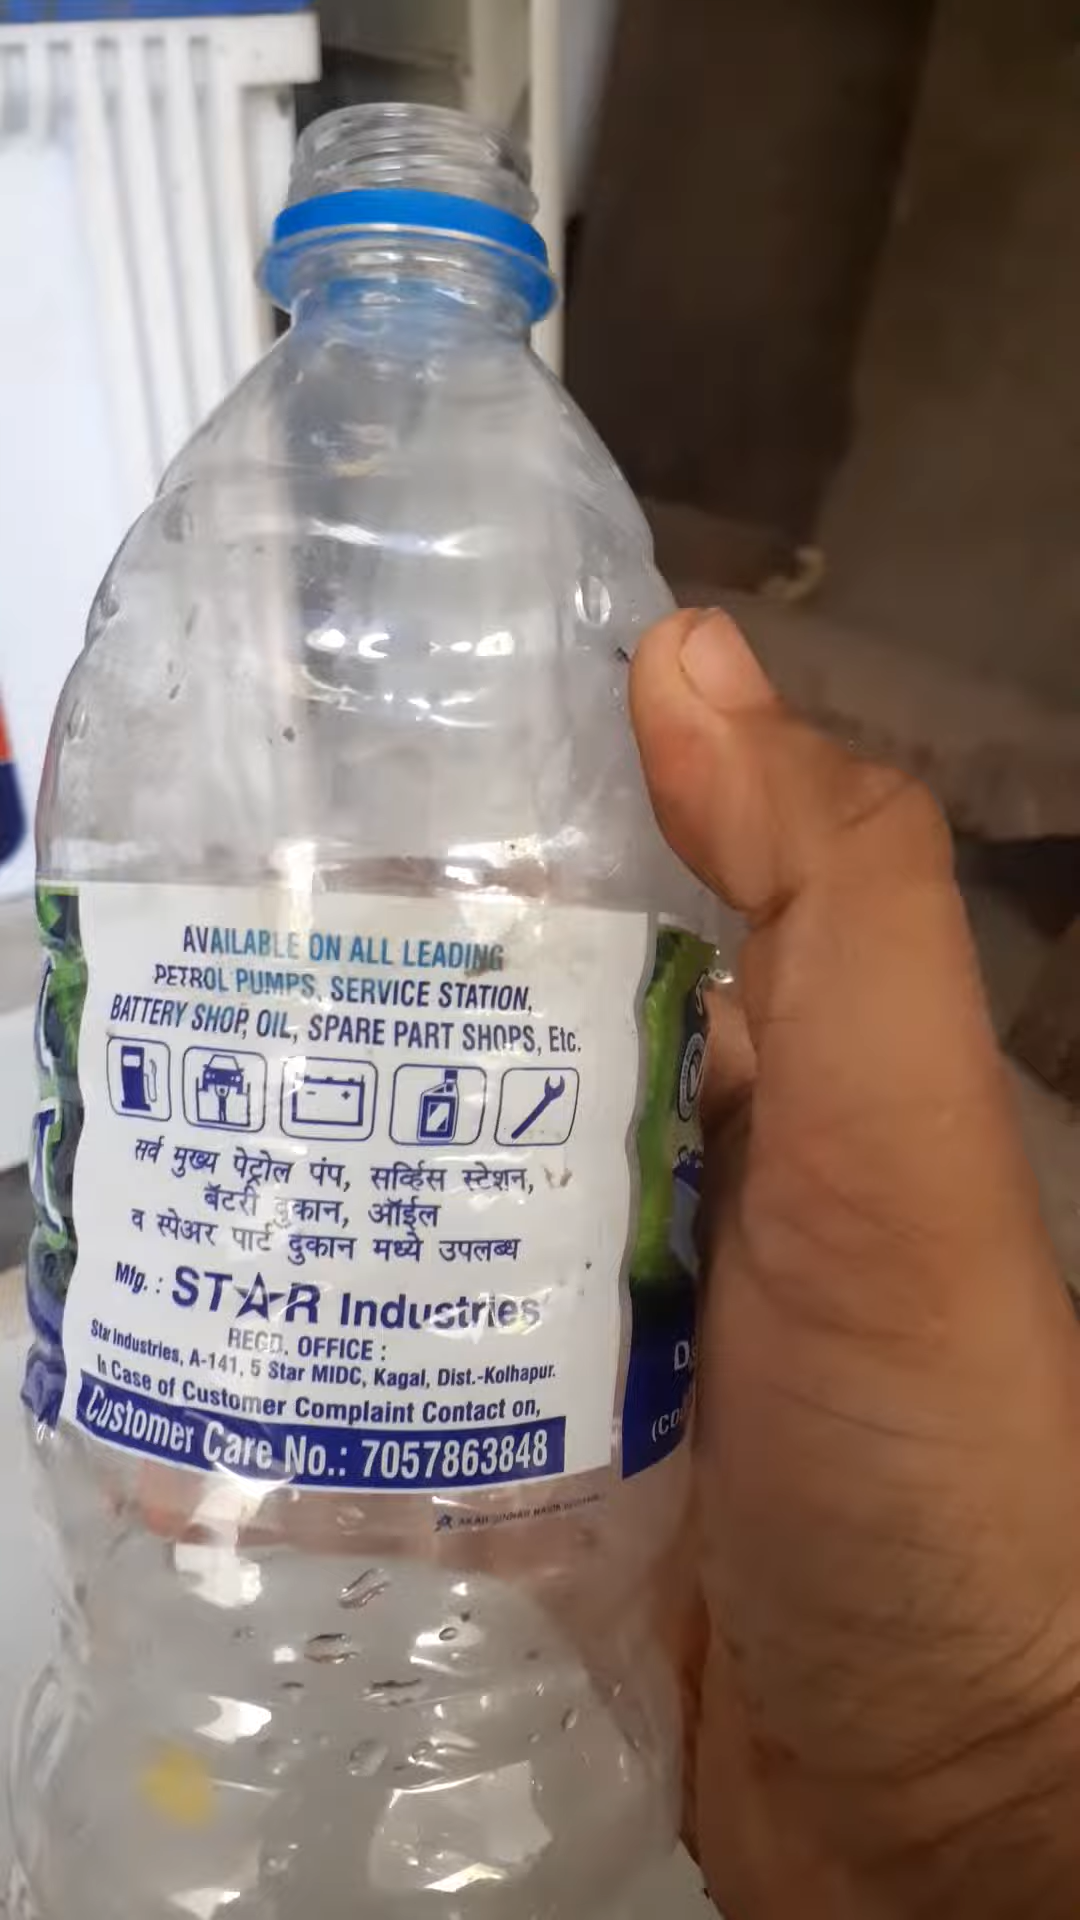 AVAILABLE ON ALL LEADING
PETROL PUMPS, SERVICE STATION,
BATTERY SHOP, OIL, SPARE PART SHOPS, Etc.
सर्व मुख्य पेट्रोल पंप, सर्व्हिस स्टेशन,
बॅटरी दुकान, ऑईल
व स्पेअर पार्ट दुकान मध्ये उपलब्ध
Mfg. : STAR Industries
REGD. OFFICE :
Star Industries, A-141, 5 Star MIDC, Kagal, Dist.-Kolhapur.
In Case of Customer Complaint Contact on,
Customer Care No.: 7057863848